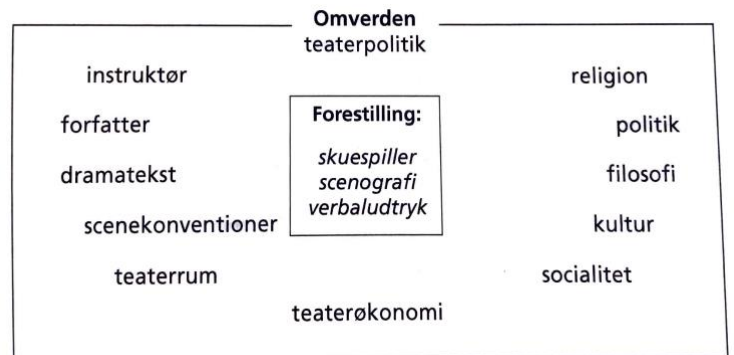 Omverden
teaterpolitik
instruktør
religion
Forestilling:
forfatter
politik
skuespiller
dramatekst
filosofi
scenografi
verbaludtryk
scenekonventioner
kultur
teaterrum
socialitet
teaterøkonomi